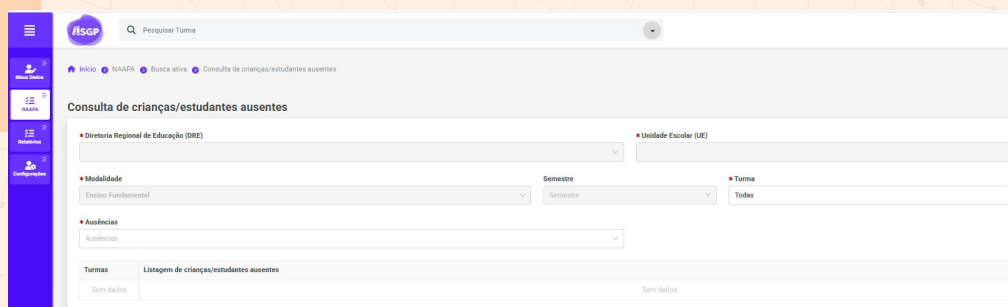 SGP
Pesquisar Turma
Meus Dados
NAAPA
Relatórios
Configurações
Início NAAPA Busca ativa Consulta de crianças/estudantes ausentes
Consulta de crianças/estudantes ausentes
* Diretoria Regional de Educação (DRE) * Unidade Escolar (UE)
* Modalidade Semestre * Turma
Ensino Fundamental Semestre Todas
* Ausências
Ausências
Turmas Listagem de crianças/estudantes ausentes
Sem dados Sem dados